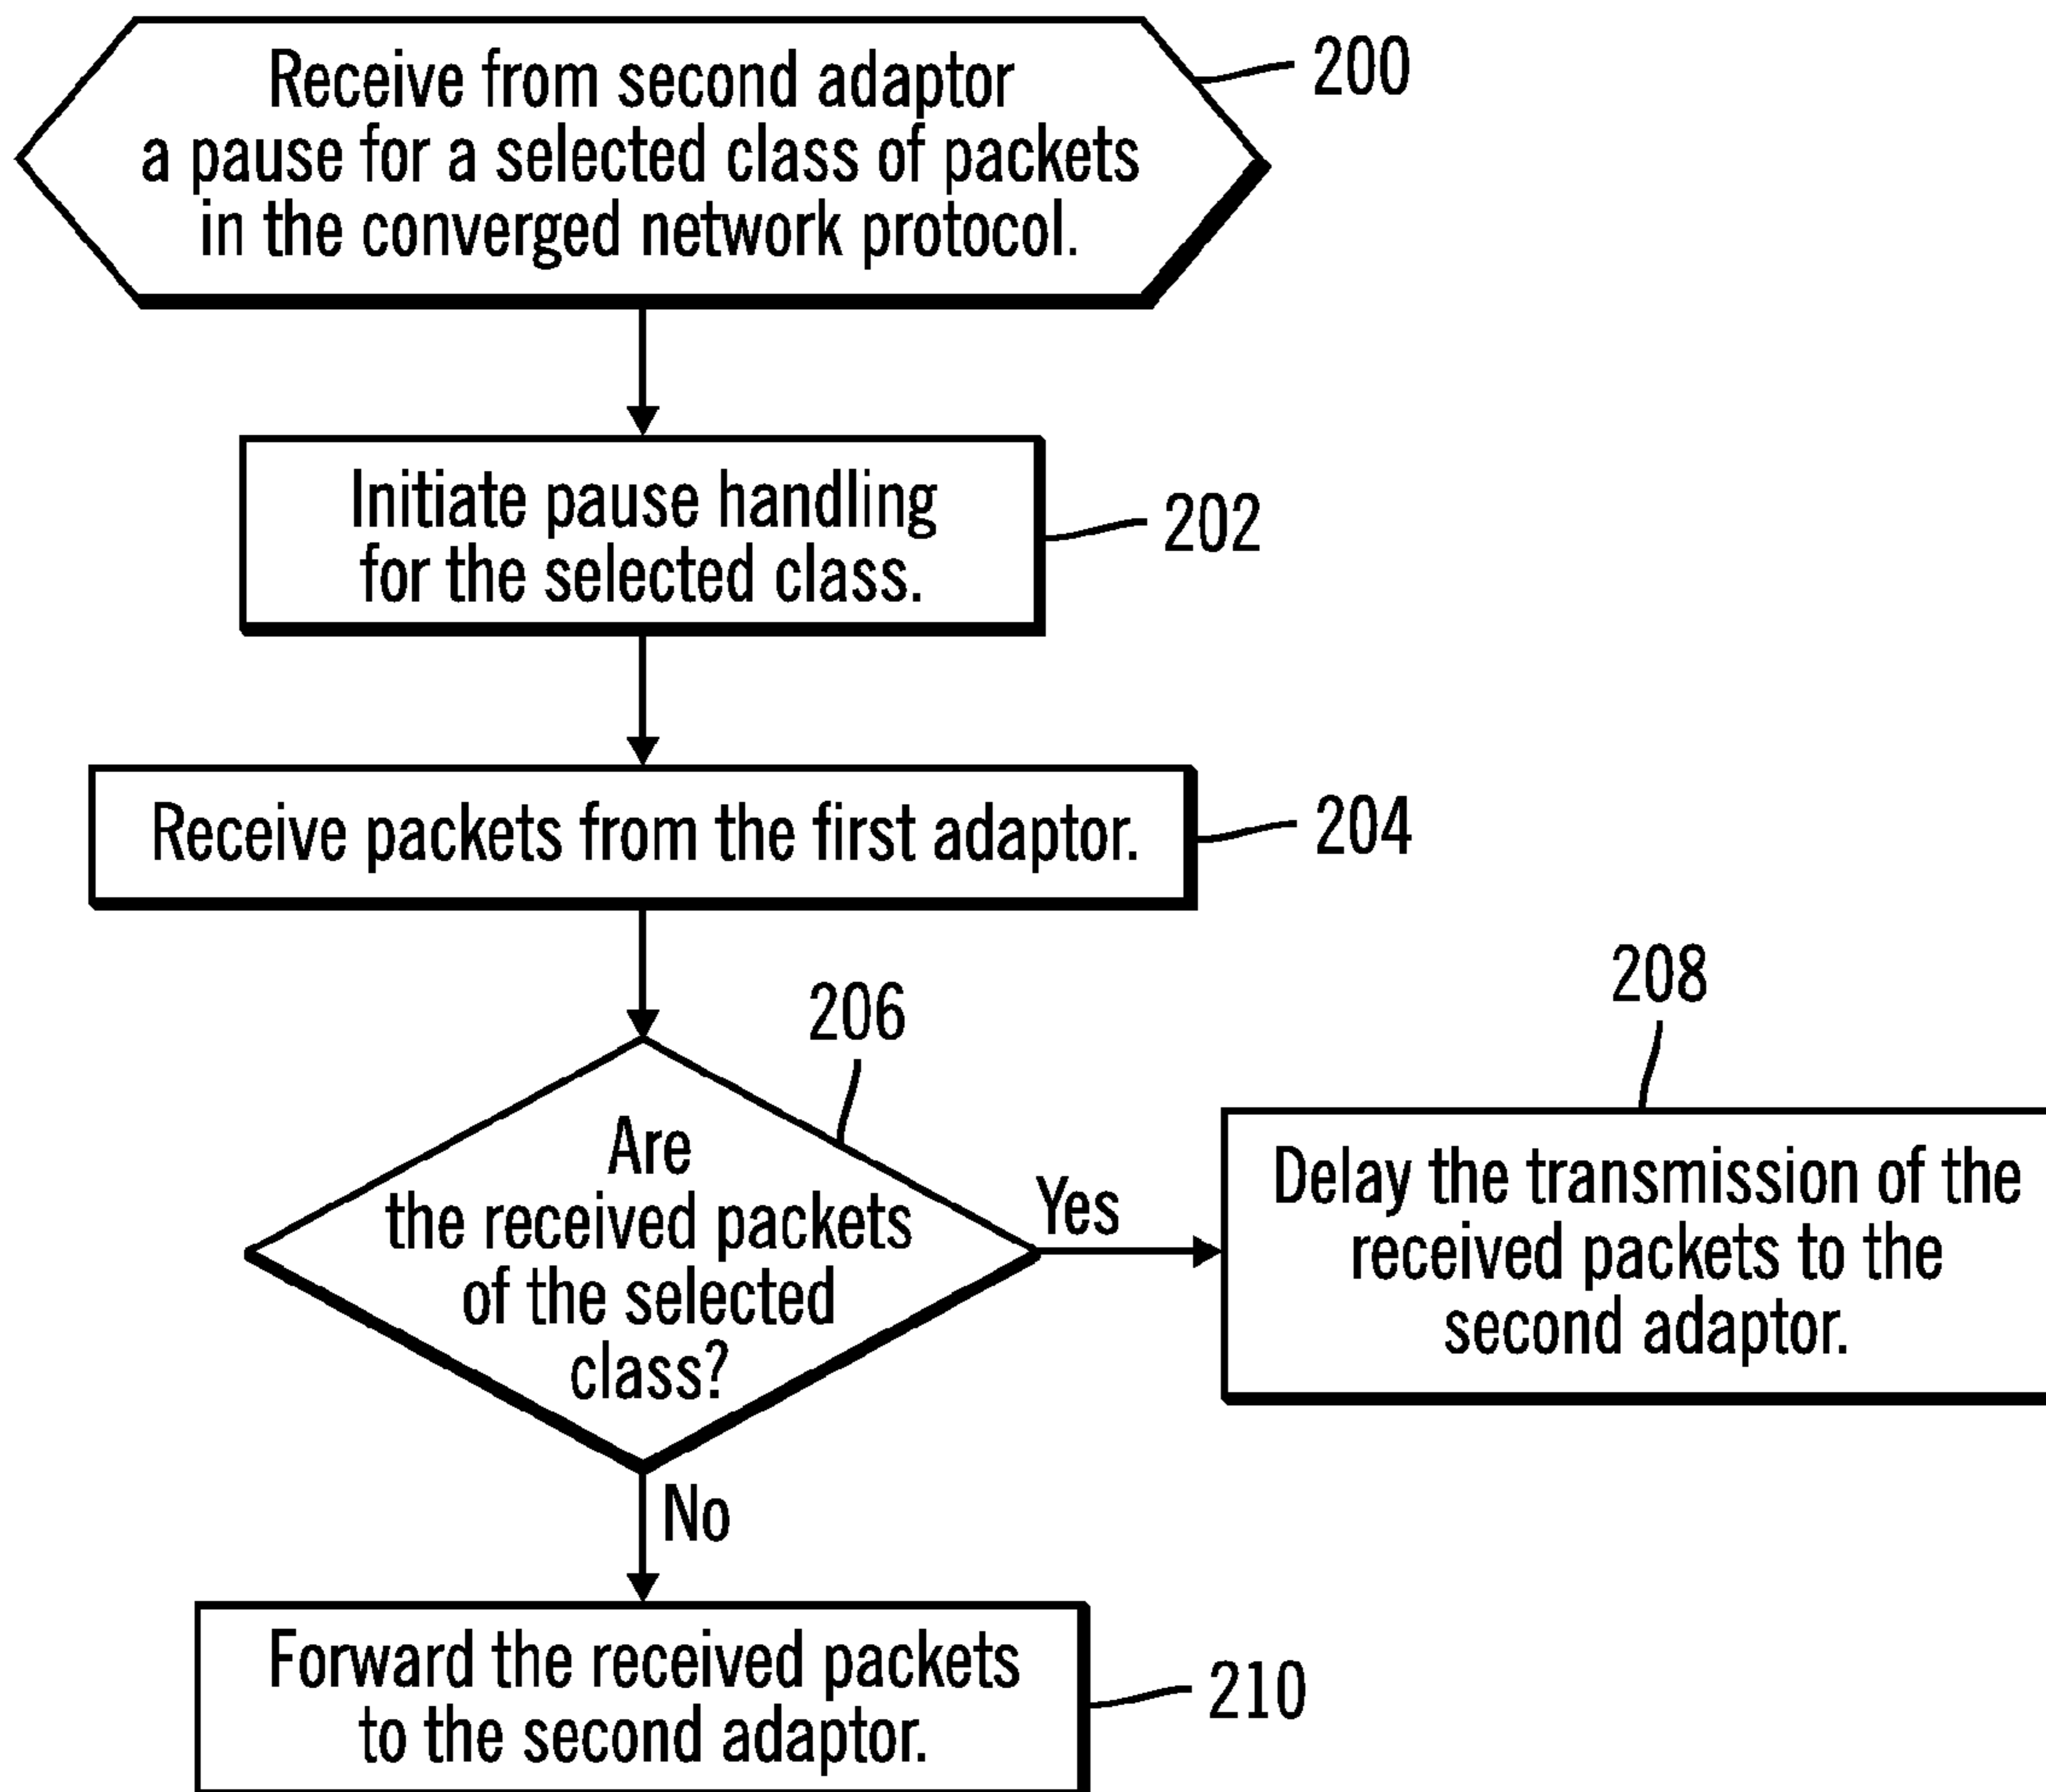 Receive from second adaptor
a pause for a selected class of packets
in the converged network protocol.
200
Initiate pause handling
for the selected class.
202
Receive packets from the first adaptor.
204
206
Are
the received packets
of the selected
class?
Yes
208
Delay the transmission of the
received packets to the
second adaptor.
No
Forward the received packets
to the second adaptor.
210